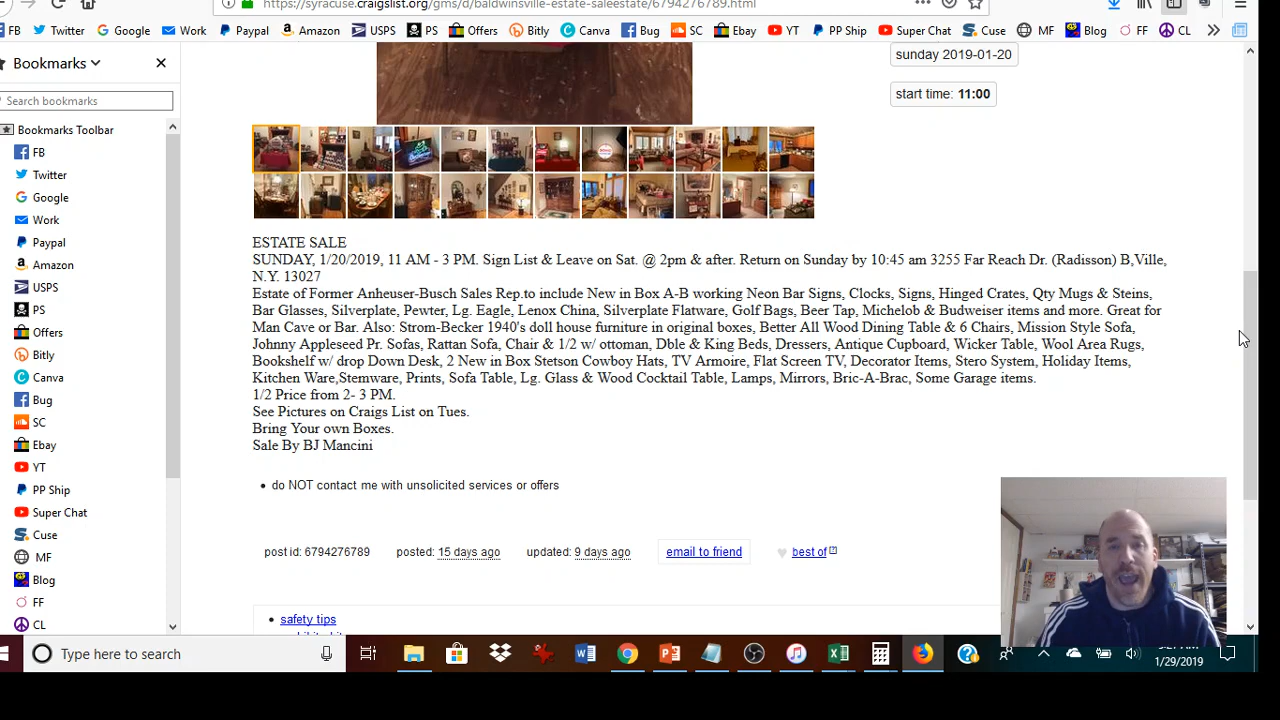 https://syracuse.craigslist.org/gms/d/baldwinsville-estate-saleestate/6794276789.html
FB Twitter Google Work Paypal Amazon USPS PS Offers Bitly Canva Bug SC Ebay YT PP Ship Super Chat Cuse MF Blog FF CL
Bookmarks
Search bookmarks
Bookmarks Toolbar
FB
Twitter
Google
Work
Paypal
Amazon
USPS
PS
Offers
Bitly
Canva
Bug
SC
Ebay
YT
PP Ship
Super Chat
Cuse
MF
Blog
FF
CL
sunday 2019-01-20
start time: 11:00
ESTATE SALE
SUNDAY, 1/20/2019, 11 AM - 3 PM. Sign List & Leave on Sat. @ 2pm & after. Return on Sunday by 10:45 am 3255 Far Reach Dr. (Radisson) B,Ville,
N.Y. 13027
Estate of Former Anheuser-Busch Sales Rep.to include New in Box A-B working Neon Bar Signs, Clocks, Signs, Hinged Crates, Qty Mugs & Steins,
Bar Glasses, Silverplate, Pewter, Lg. Eagle, Lenox China, Silverplate Flatware, Golf Bags, Beer Tap, Michelob & Budweiser items and more. Great for
Man Cave or Bar. Also: Strom-Becker 1940's doll house furniture in original boxes, Better All Wood Dining Table & 6 Chairs, Mission Style Sofa,
Johnny Appleseed Pr. Sofas, Rattan Sofa, Chair & 1/2 w/ ottoman, Dble & King Beds, Dressers, Antique Cupboard, Wicker Table, Wool Area Rugs,
Bookshelf w/ drop Down Desk, 2 New in Box Stetson Cowboy Hats, TV Armoire, Flat Screen TV, Decorator Items, Stero System, Holiday Items,
Kitchen Ware,Stemware, Prints, Sofa Table, Lg. Glass & Wood Cocktail Table, Lamps, Mirrors, Bric-A-Brac, Some Garage items.
1/2 Price from 2- 3 PM.
See Pictures on Craigs List on Tues.
Bring Your own Boxes.
Sale By BJ Mancini
do NOT contact me with unsolicited services or offers
post id: 6794276789 posted: 15 days ago updated: 9 days ago email to friend best of [?]
safety tips
Type here to search
1/29/2019